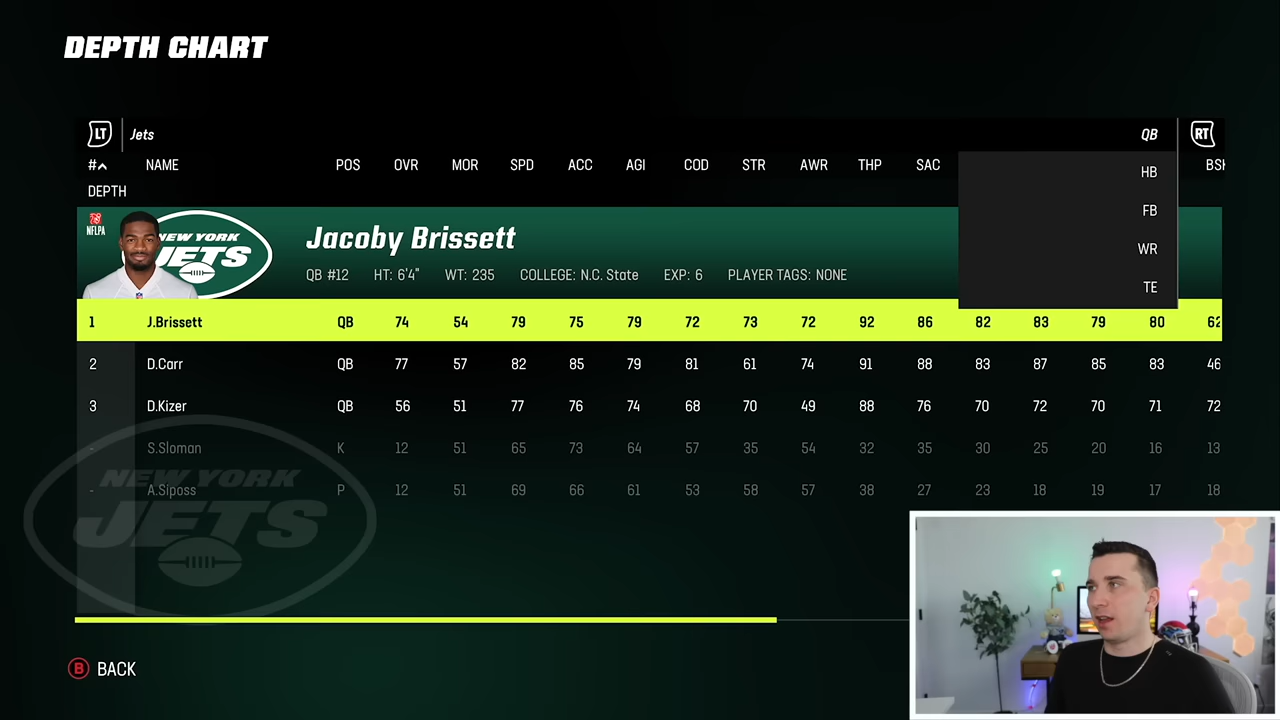 DEPTH CHART
LT Jets QB RT
# NAME POS OVR MOR SPD ACC AGI COD STR AWR THP SAC HB BSH
DEPTH
FB
NFLPA NEW YORK JETS Jacoby Brissett WR
QB #12 HT: 6'4" WT: 235 COLLEGE: N.C. State EXP: 6 PLAYER TAGS: NONE TE
1 J.Brissett QB 74 54 79 75 79 72 73 72 92 86 82 83 79 80 62
2 D.Carr QB 77 57 82 85 79 81 61 74 91 88 83 87 85 83 46
3 D.Kizer QB 56 51 77 76 74 68 70 49 88 76 70 72 70 71 72
- S.Sloman K 12 51 65 73 64 57 35 54 32 35 30 25 20 16 13
- A.Siposs P 12 51 69 66 61 53 58 57 38 27 23 18 19 17 18
NEW YORK
JETS
B BACK